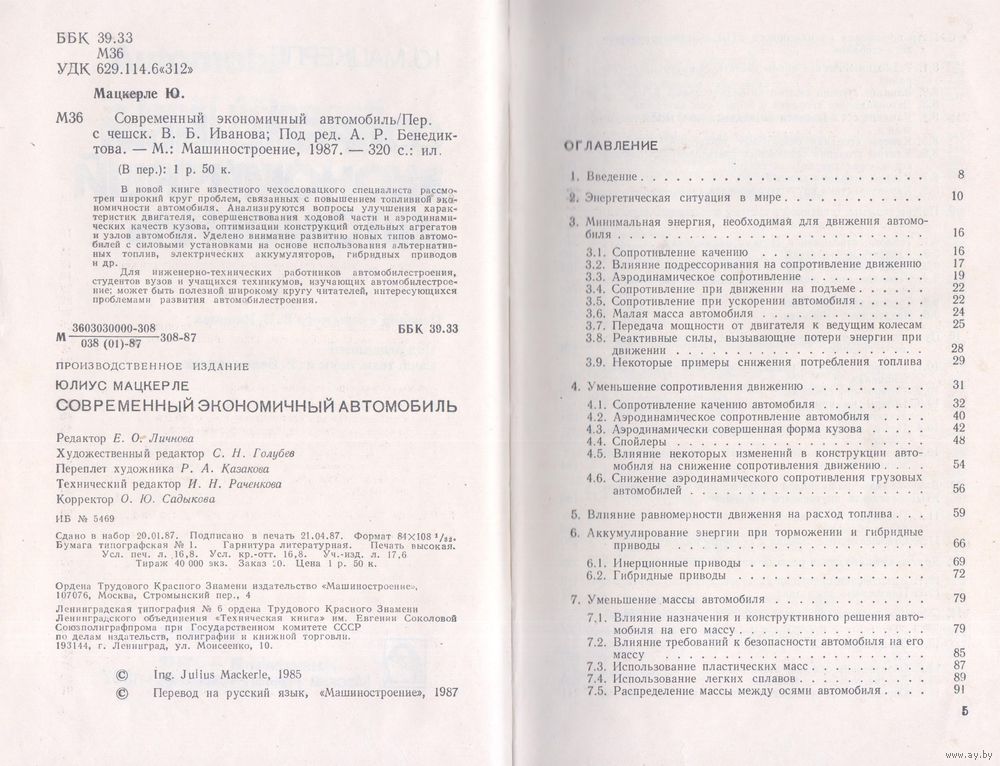 ББК 39.33
М36
УДК 629.114.6«312»
Мацкерле Ю.
М36 Современный экономичный автомобиль/Пер.
с чешск. В. Б. Иванова; Под ред. А. Р. Бенедик-
това. — М.: Машиностроение, 1987. — 320 с.: ил.
(В пер.): 1 р. 50 к.
В новой книге известного чехословацкого специалиста рассмо-
трен широкий круг проблем, связанных с повышением топливной эко-
номичности автомобиля. Анализируются вопросы улучшения харак-
теристик двигателя, совершенствования ходовой части и аэродинами-
ческих качеств кузова, оптимизации конструкций отдельных агрегатов
и узлов автомобиля. Уделено внимание развитию новых типов автомо-
билей с силовыми установками на основе использования альтернатив-
ных топлив, электрических аккумуляторов, гибридных приводов
и др.
Для инженерно-технических работников автомобилестроения,
студентов вузов и учащихся техникумов, изучающих автомобилестрое-
ние; может быть полезной широкому кругу читателей, интересующихся
проблемами развития автомобилестроения.
М 3603030000-308
038 (01)-87
308-87
ББК 39.33
ПРОИЗВОДСТВЕННОЕ ИЗДАНИЕ
ЮЛИУС МАЦКЕРЛЕ
СОВРЕМЕННЫЙ ЭКОНОМИЧНЫЙ АВТОМОБИЛЬ
Редактор Е. О. Личнова
Художественный редактор С. Н. Голубев
Переплет художника Р. А. Казакова
Технический редактор И. Н. Раченкова
Корректор О. Ю. Садыкова
ИБ № 5469
Сдано в набор 20.01.87. Подписано в печать 21.04.87. Формат 84×108 1/32.
Бумага типографская № 1. Гарнитура литературная. Печать высокая.
Усл. печ. л. 16,8. Усл. кр.-отт. 16,8. Уч.-изд. л. 17,6
Тираж 40 000 экз. Заказ 20. Цена 1 р. 50 к.
Ордена Трудового Красного Знамени издательство «Машиностроение»,
107076, Москва, Стромынский пер., 4
Ленинградская типография № 6 ордена Трудового Красного Знамени
Ленинградского объединения «Техническая книга» им. Евгении Соколовой
Союзполиграфпрома при Государственном комитете СССР
по делам издательств, полиграфии и книжной торговли.
193144, г. Ленинград, ул. Моисеенко, 10.
© Ing. Julius Mackerle, 1985
© Перевод на русский язык, «Машиностроение», 1987
ОГЛАВЛЕНИЕ
1. Введение . . . . . . . . . . 8
2. Энергетическая ситуация в мире . . . . . . . . . . 10
3. Минимальная энергия, необходимая для движения автомо-
биля . . . . . . . . . . 16
3.1. Сопротивление качению . . . . . . . . . . 16
3.2. Влияние подрессоривания на сопротивление движению 17
3.3. Аэродинамическое сопротивление . . . . . . . . . . 19
3.4. Сопротивление при движении на подъеме . . . . . . 22
3.5. Сопротивление при ускорении автомобиля . . . . . . 22
3.6. Малая масса автомобиля . . . . . . . . . . 24
3.7. Передача мощности от двигателя к ведущим колесам 25
3.8. Реактивные силы, вызывающие потери энергии при
движении . . . . . . . . . . 28
3.9. Некоторые примеры снижения потребления топлива 29
4. Уменьшение сопротивления движению . . . . . . . . . . 31
4.1. Сопротивление качению автомобиля . . . . . . . . . 32
4.2. Аэродинамическое сопротивление автомобиля . . . . 40
4.3. Аэродинамически совершенная форма кузова . . . . . 42
4.4. Спойлеры . . . . . . . . . . 48
4.5. Влияние некоторых изменений в конструкции авто-
мобиля на снижение сопротивления движению . . . . 54
4.6. Снижение аэродинамического сопротивления грузовых
автомобилей . . . . . . . . . . 56
5. Влияние равномерности движения на расход топлива . . . 59
6. Аккумулирование энергии при торможении и гибридные
приводы . . . . . . . . . . 66
6.1. Инерционные приводы . . . . . . . . . . 69
6.2. Гибридные приводы . . . . . . . . . . 72
7. Уменьшение массы автомобиля . . . . . . . . . . 79
7.1. Влияние назначения и конструктивного решения авто-
мобиля на его массу . . . . . . . . . . 79
7.2. Влияние требований к безопасности автомобиля на его
массу . . . . . . . . . . 85
7.3. Использование пластических масс . . . . . . . . . . 87
7.4. Использование легких сплавов . . . . . . . . . . 89
7.5. Распределение массы между осями автомобиля . . . . 91
5
www.ay.by